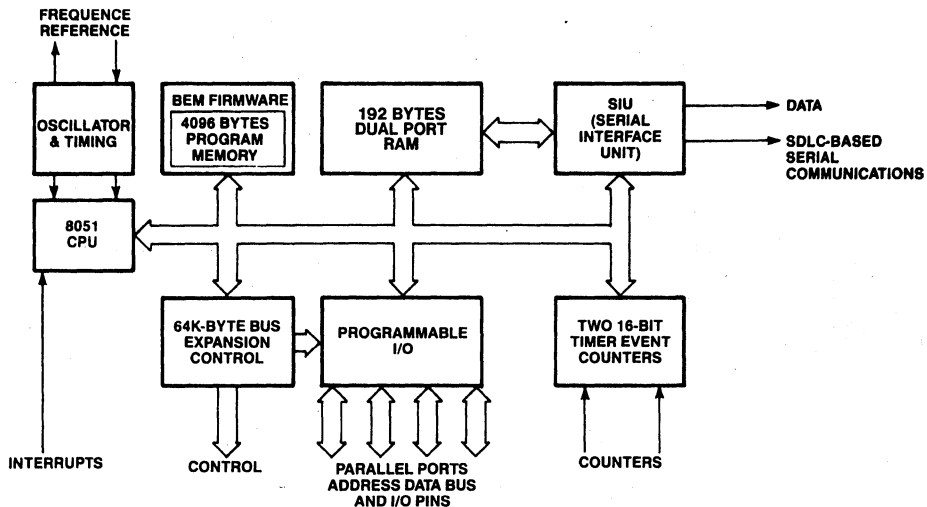 FREQUENCE
REFERENCE
OSCILLATOR
& TIMING
BEM FIRMWARE
4096 BYTES
PROGRAM
MEMORY
192 BYTES
DUAL PORT
RAM
SIU
(SERIAL
INTERFACE
UNIT)
DATA
SDLC-BASED
SERIAL
COMMUNICATIONS
8051
CPU
64K-BYTE BUS
EXPANSION
CONTROL
PROGRAMMABLE
I/O
TWO 16-BIT
TIMER EVENT
COUNTERS
INTERRUPTS
CONTROL
PARALLEL PORTS
ADDRESS DATA BUS
AND I/O PINS
COUNTERS